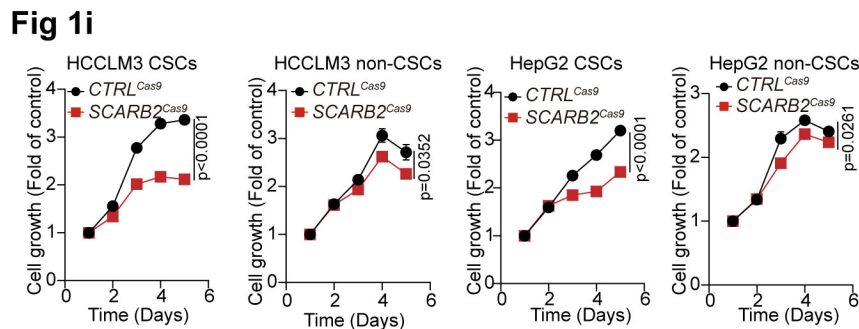 Fig 1i
HCCLM3 CSCs
Cell growth (Fold of control)
4
3
2
1
0
0
2
4
6
Time (Days)
CTRL^Cas9
SCARB2^Cas9
p<0.0001
HCCLM3 non-CSCs
Cell growth (Fold of control)
4
3
2
1
0
0
2
4
6
Time (Days)
CTRL^Cas9
SCARB2^Cas9
p=0.0352
HepG2 CSCs
Cell growth (Fold of control)
4
3
2
1
0
0
2
4
6
Time (Days)
CTRL^Cas9
SCARB2^Cas9
p<0.0001
HepG2 non-CSCs
Cell growth (Fold of control)
3
2
1
0
0
2
4
6
Time (Days)
CTRL^Cas9
SCARB2^Cas9
p=0.0261